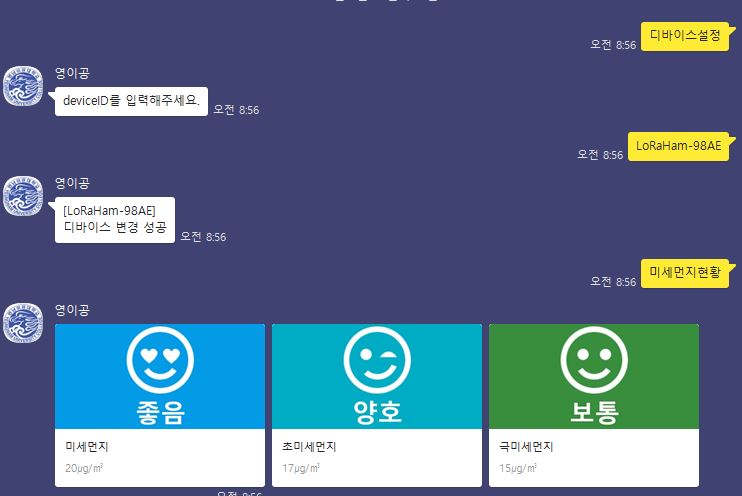 디바이스설정
오전 8:56
영이공
deviceID를 입력해주세요.
오전 8:56
LoRaHam-98AE
오전 8:56
영이공
[LoRaHam-98AE]
디바이스 변경 성공
오전 8:56
미세먼지현황
오전 8:56
영이공
좋음
미세먼지
20㎍/㎥
양호
초미세먼지
17㎍/㎥
보통
극미세먼지
15㎍/㎥
오전 8:56